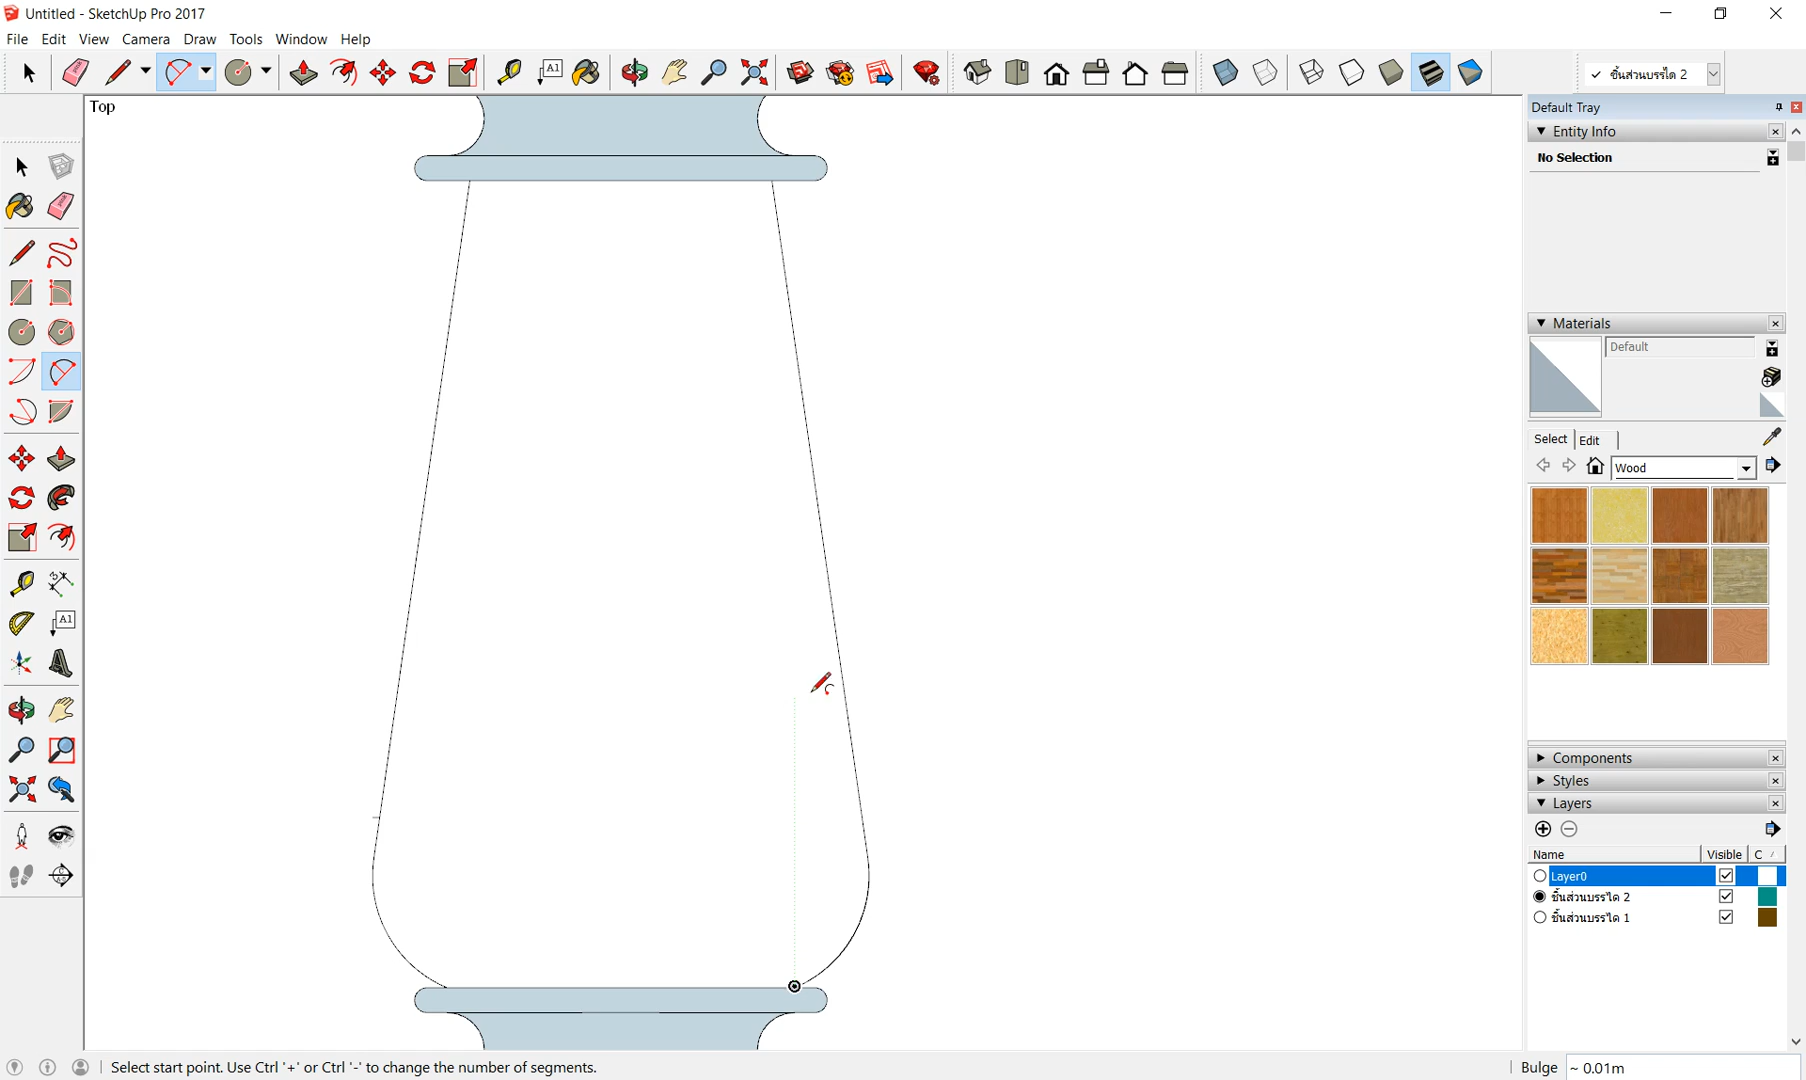 Untitled - SketchUp Pro 2017
File Edit View Camera Draw Tools Window Help
A1
✓ ชิ้นส่วนบรรได 2
Top
Default Tray
Entity Info
No Selection
Materials
Default
Select Edit
Wood
A1
3
Components
Styles
Layers
Name Visible C
Layer0
ชิ้นส่วนบรรได 2
ชิ้นส่วนบรรได 1
Select start point. Use Ctrl '+' or Ctrl '-' to change the number of segments.
Bulge ~ 0.01m